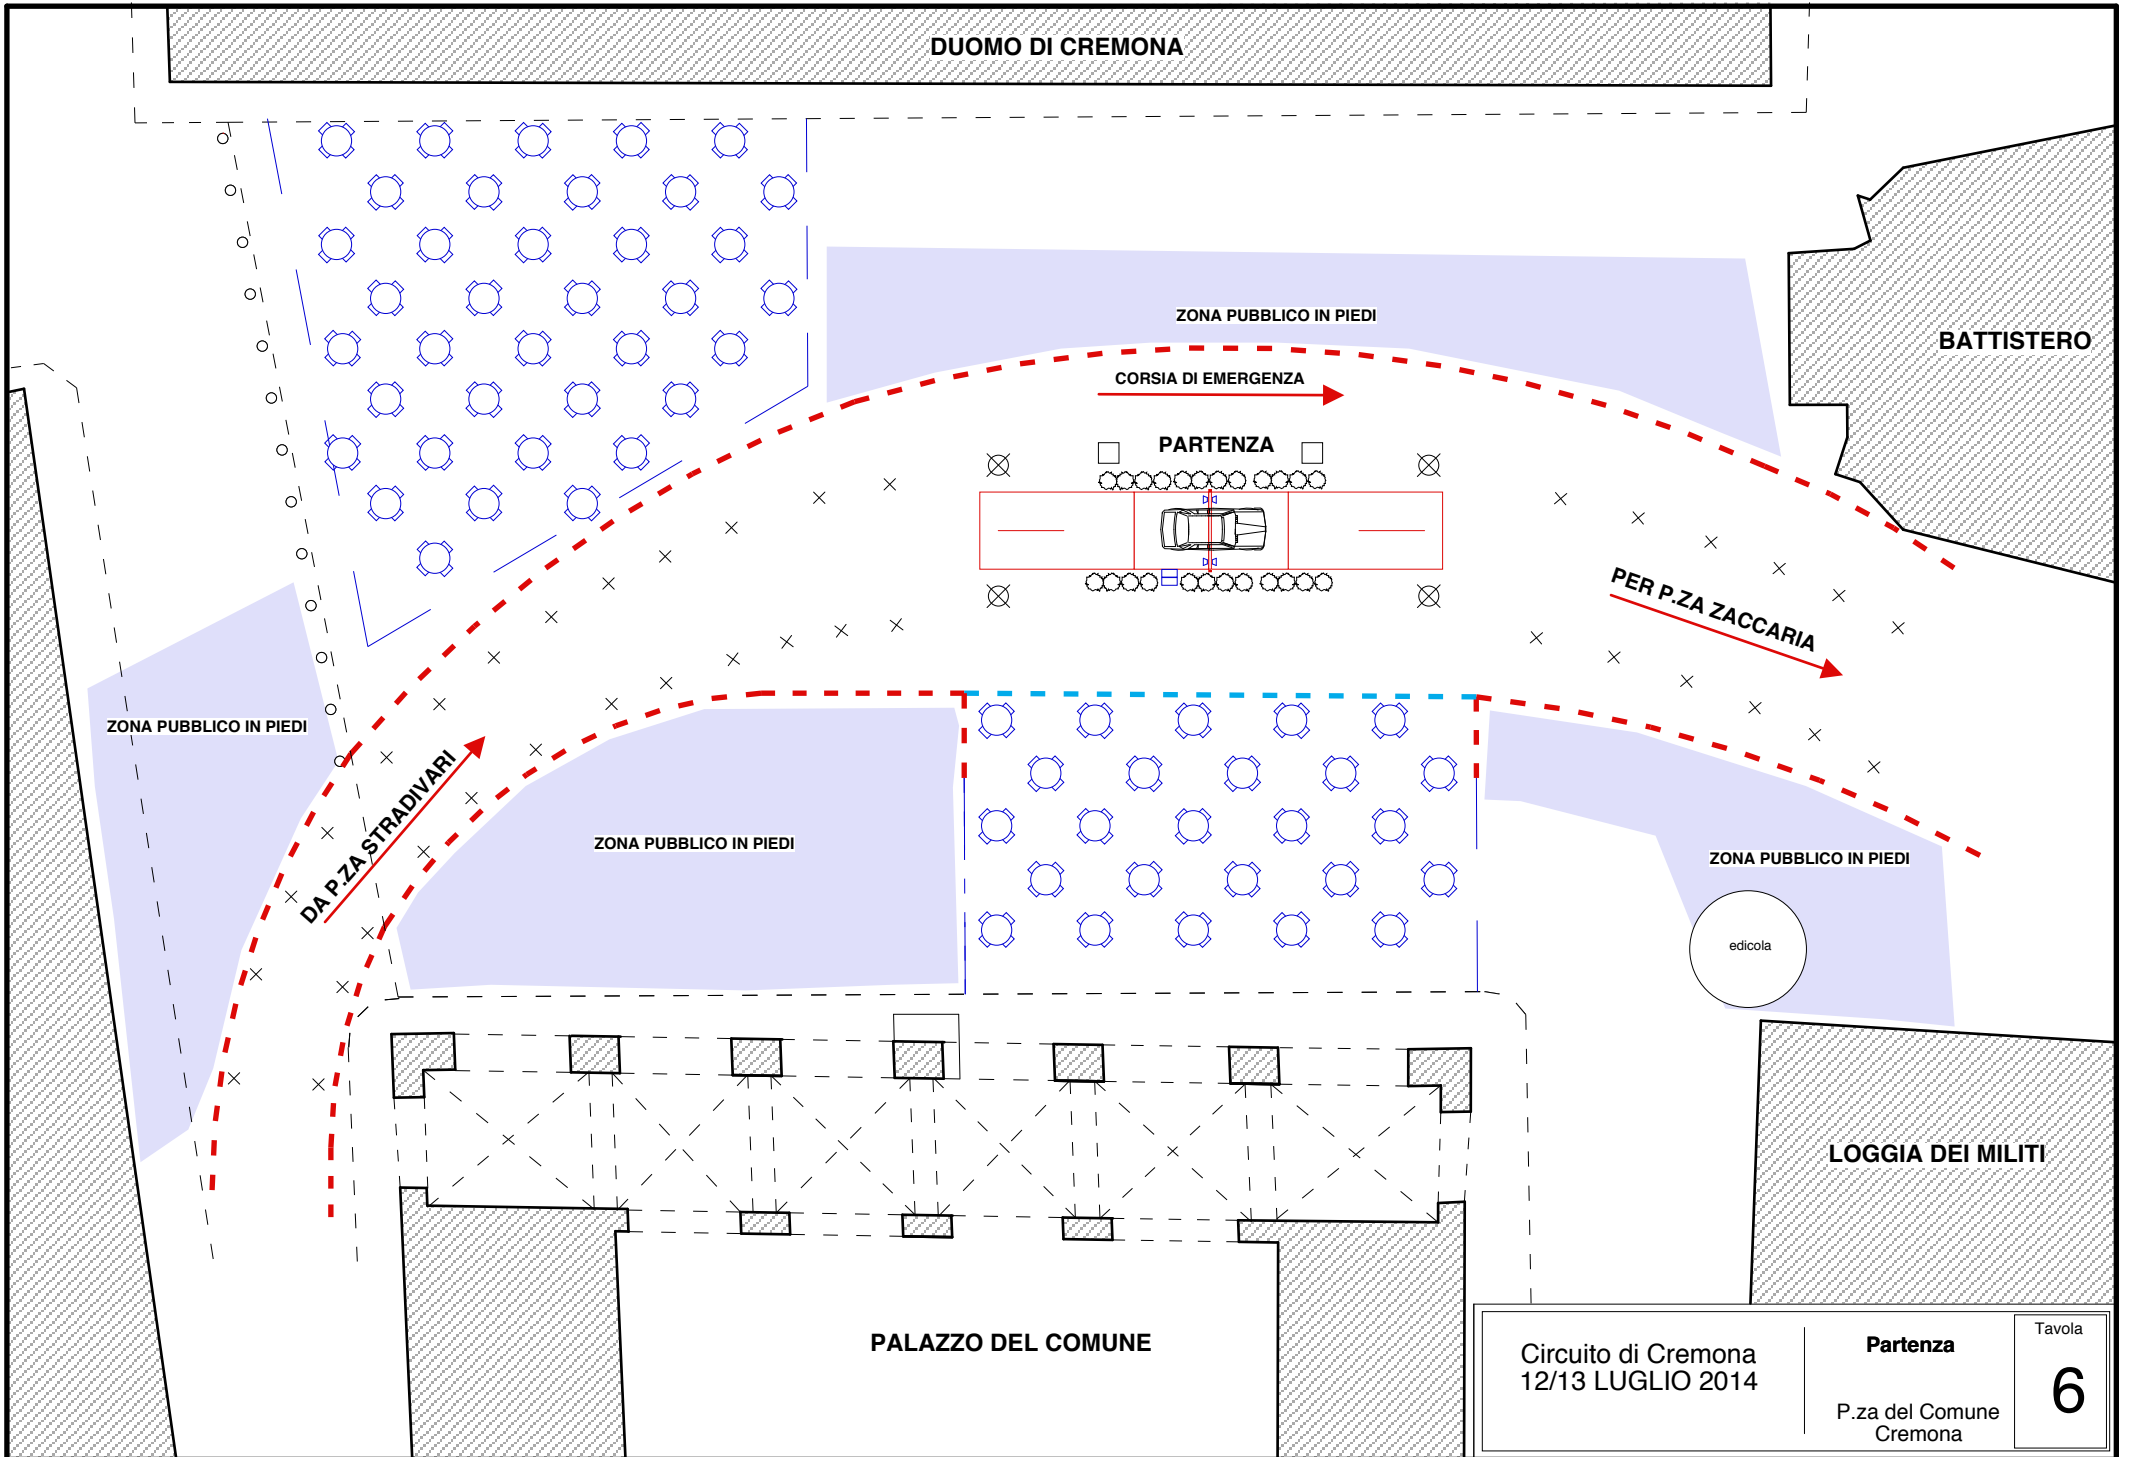 DUOMO DI CREMONA
ZONA PUBBLICO IN PIEDI
BATTISTERO
CORSIA DI EMERGENZA
PARTENZA
PER P.ZA ZACCARIA
ZONA PUBBLICO IN PIEDI
DA P.ZA STRADIVARI
ZONA PUBBLICO IN PIEDI
ZONA PUBBLICO IN PIEDI
edicola
LOGGIA DEI MILITI
PALAZZO DEL COMUNE
Circuito di Cremona
12/13 LUGLIO 2014
Partenza
P.za del Comune
Cremona
Tavola
6